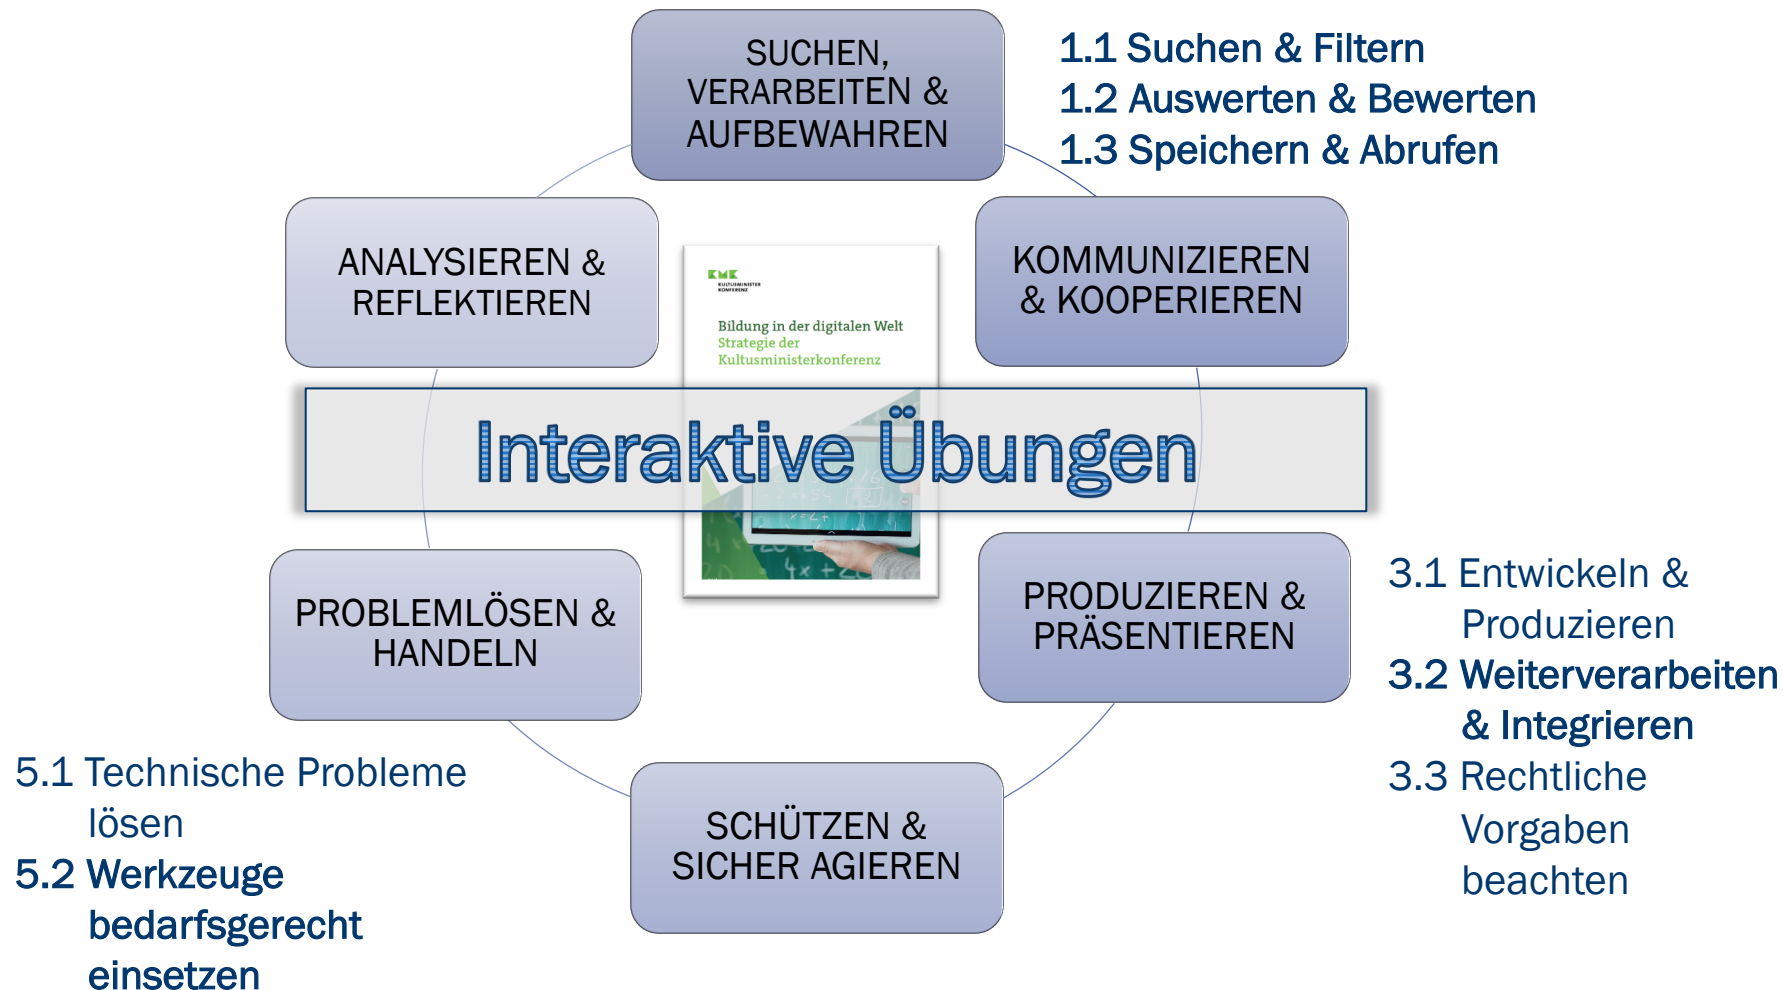 SUCHEN,
VERARBEITEN &
AUFBEWAHREN
1.1 Suchen & Filtern
1.2 Auswerten & Bewerten
1.3 Speichern & Abrufen
ANALYSIEREN &
REFLEKTIEREN
KOMMUNIZIEREN
& KOOPERIEREN
KMK
KULTUSMINISTER
KONFERENZ
Bildung in der digitalen Welt
Strategie der
Kultusministerkonferenz
Interaktive Übungen
PROBLEMLÖSEN &
HANDELN
PRODUZIEREN &
PRÄSENTIEREN
3.1 Entwickeln &
Produzieren
3.2 Weiterverarbeiten
& Integrieren
3.3 Rechtliche
Vorgaben
beachten
5.1 Technische Probleme
lösen
5.2 Werkzeuge
bedarfsgerecht
einsetzen
SCHÜTZEN &
SICHER AGIEREN